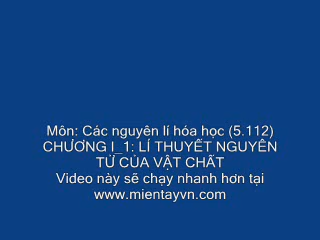 Môn: Các nguyên lí hóa học (5.112)
CHƯƠNG I_1: LÍ THUYẾT NGUYÊN
TỬ CỦA VẬT CHẤT
Video này sẽ chạy nhanh hơn tại
www.mientayvn.com